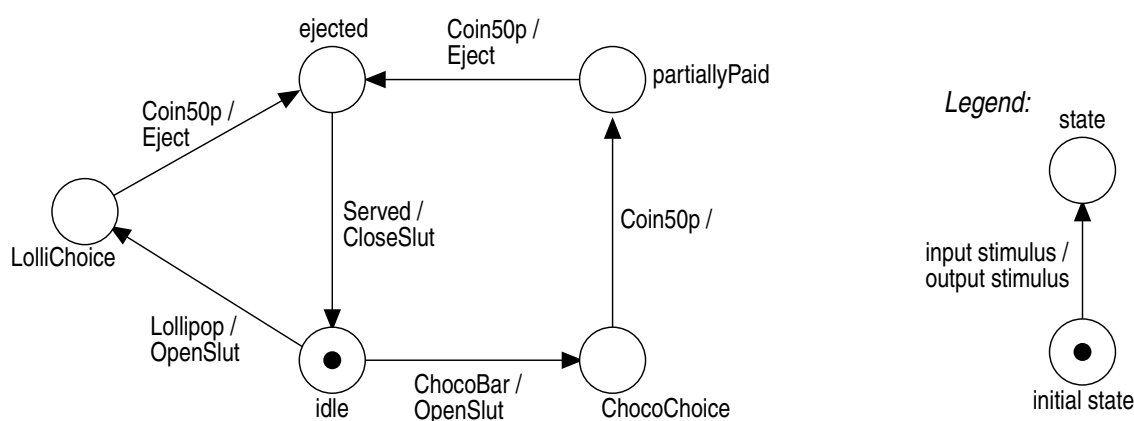 ejected
Coin50p /
Eject
partiallyPaid
Legend:
state
Coin50p /
Eject
Served /
CloseSlut
Coin50p /
LolliChoice
input stimulus /
output stimulus
Lollipop /
OpenSlut
ChocoBar /
OpenSlut
idle
ChocoChoice
initial state